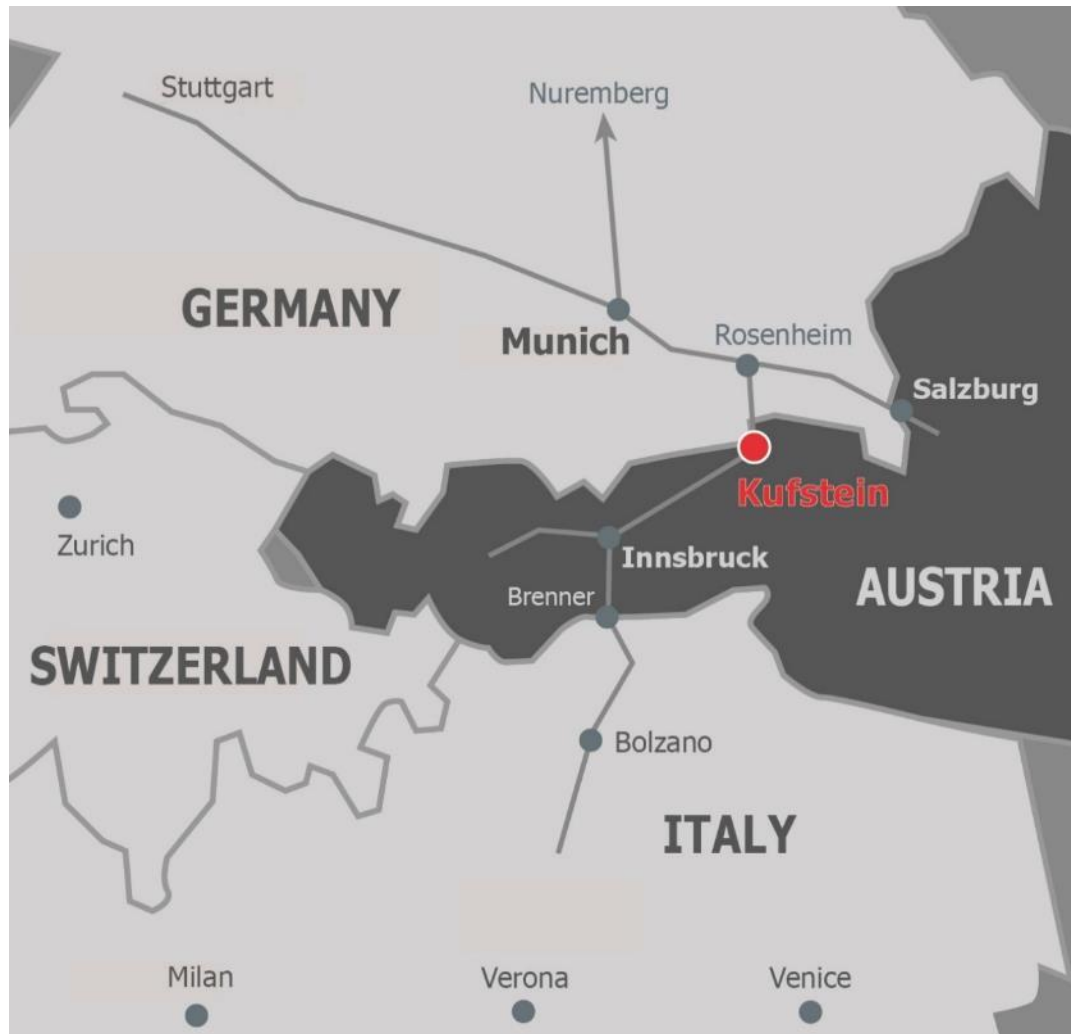 Stuttgart
Nuremberg
GERMANY
Munich
Rosenheim
Salzburg
Kufstein
Zurich
Innsbruck
AUSTRIA
Brenner
SWITZERLAND
Bolzano
ITALY
Milan
Verona
Venice